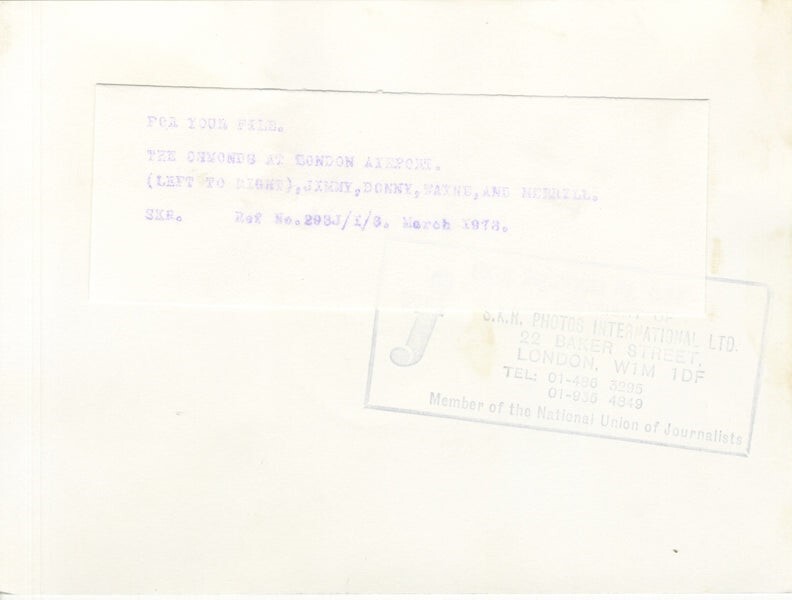 FOR YOUR FILE.
THE OSMONDS AT LONDON AIRPORT.
(LEFT TO RIGHT),JIMMY,DONNY,WAYNE,AND MERRILL.
SKR. Ref No.293J/1/3. March 1973.
S.K.R. PHOTOS INTERNATIONAL LTD.
22 BAKER STREET,
LONDON, W1M 1DF
TEL: 01-486 3295
01-935 4849
Member of the National Union of Journalists